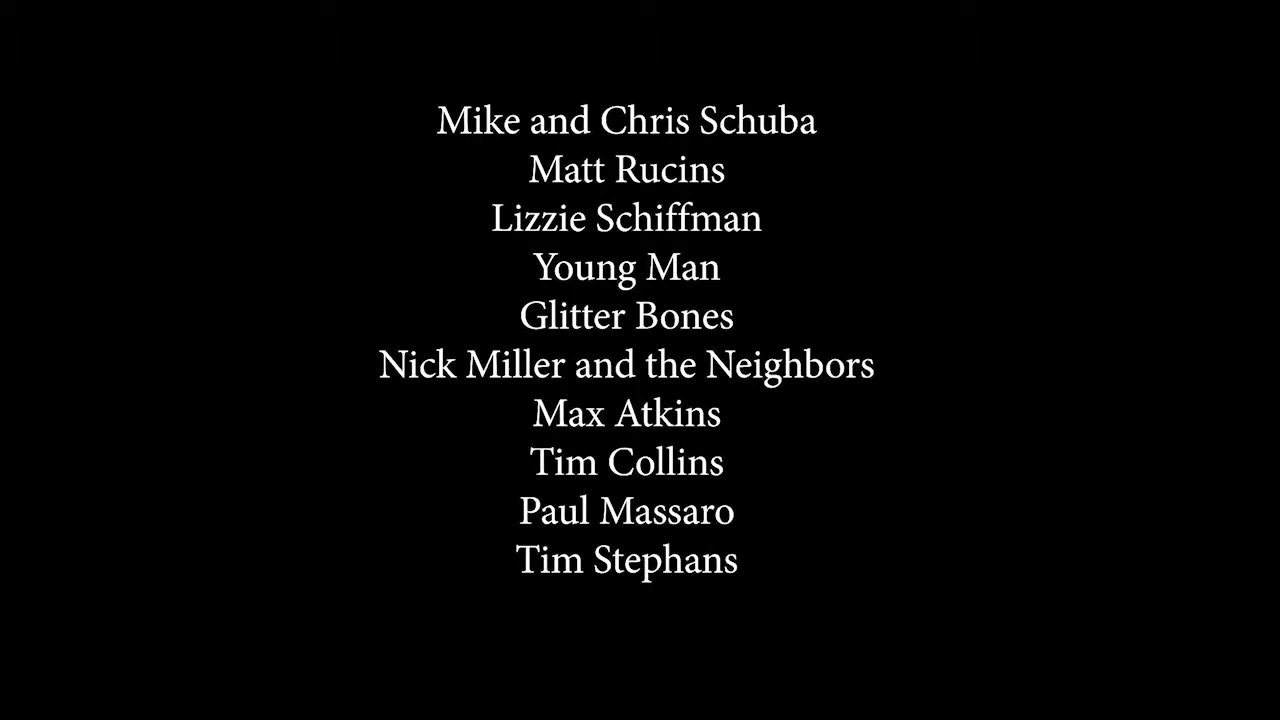 Mike and Chris Schuba
Matt Rucins
Lizzie Schiffman
Young Man
Glitter Bones
Nick Miller and the Neighbors
Max Atkins
Tim Collins
Paul Massaro
Tim Stephans